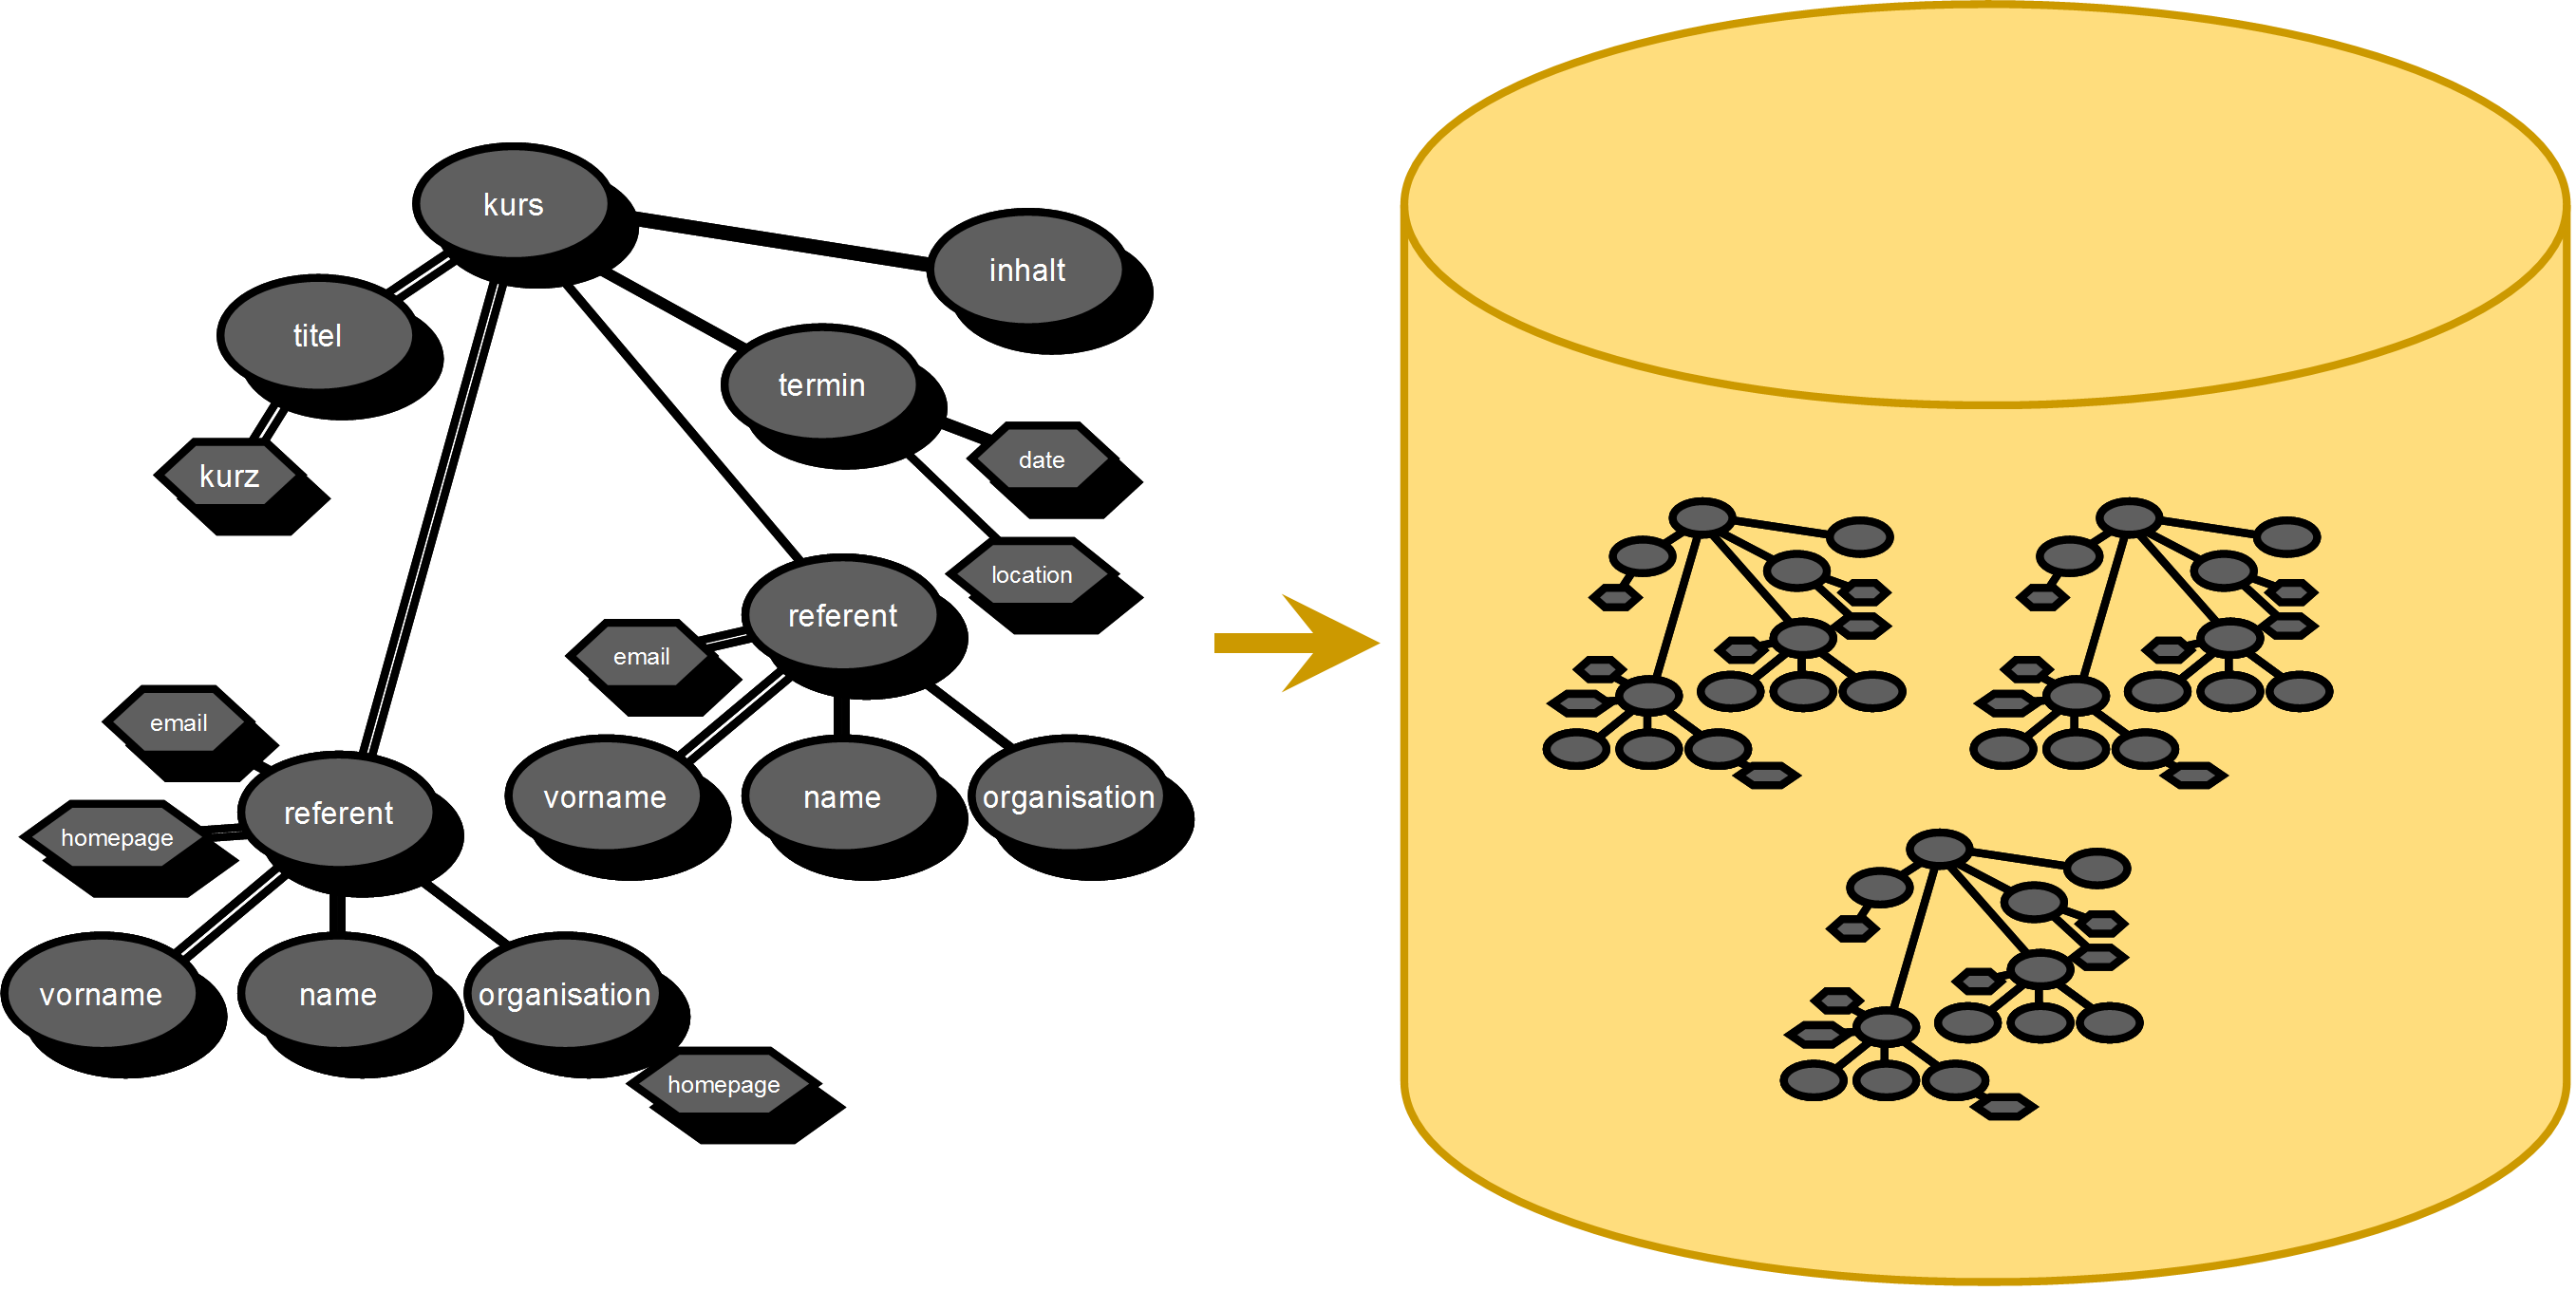 kurs
inhalt
titel
termin
kurz
date
location
referent
email
email
vorname
name
organisation
referent
homepage
vorname
name
organisation
homepage